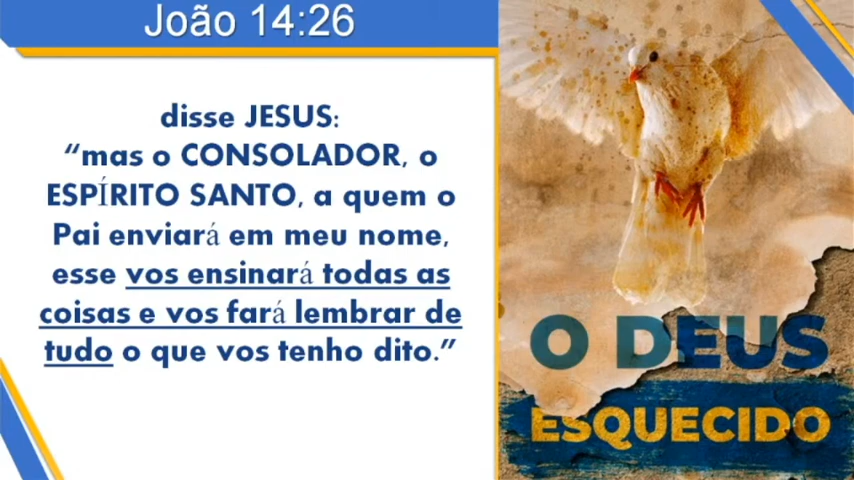 João 14:26
disse JESUS:
“mas o CONSOLADOR, o
ESPÍRITO SANTO, a quem o
Pai enviará em meu nome,
esse vos ensinará todas as
coisas e vos fará lembrar de
tudo o que vos tenho dito.”
O DEUS
ESQUECIDO